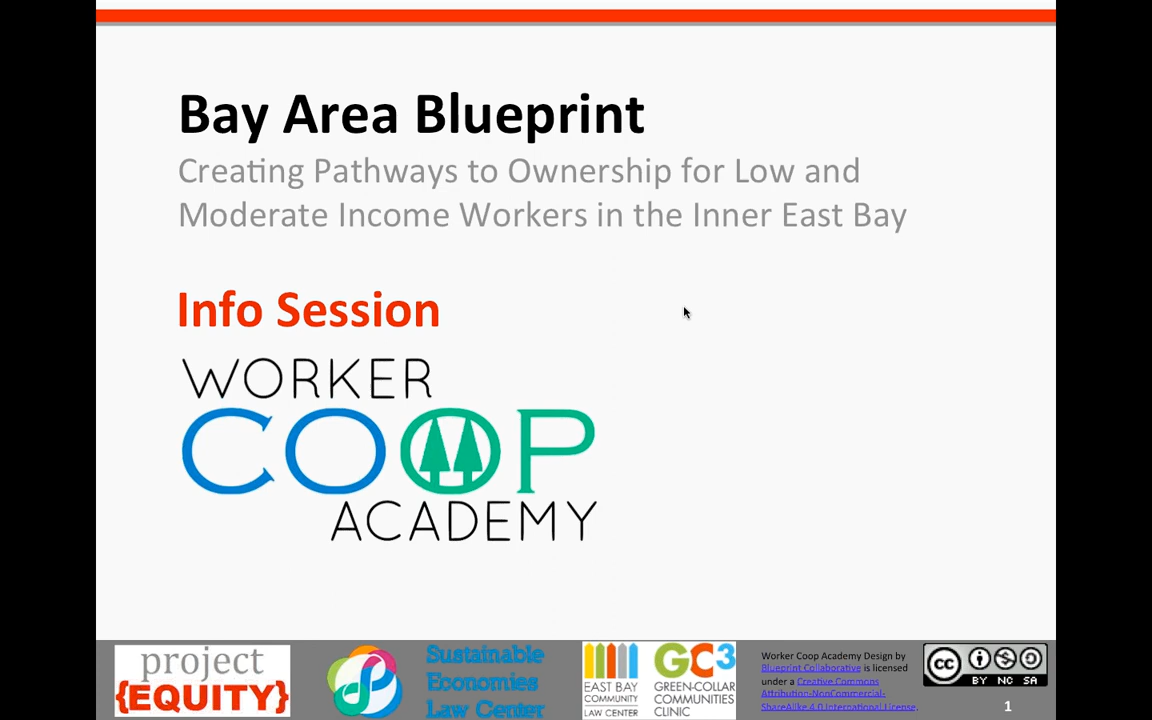 Bay Area Blueprint
Creating Pathways to Ownership for Low and
Moderate Income Workers in the Inner East Bay
Info Session
WORKER
COOP
ACADEMY
project
{EQUITY}
Sustainable
Economies
Law Center
EAST BAY
COMMUNITY
LAW CENTER
GC3
GREEN-COLLAR
COMMUNITIES
CLINIC
Worker Coop Academy Design by
Blueprint Collaborative is licensed
under a Creative Commons
Attribution-NonCommercial-
ShareAlike 4.0 International License.
cc
BY NC SA
1